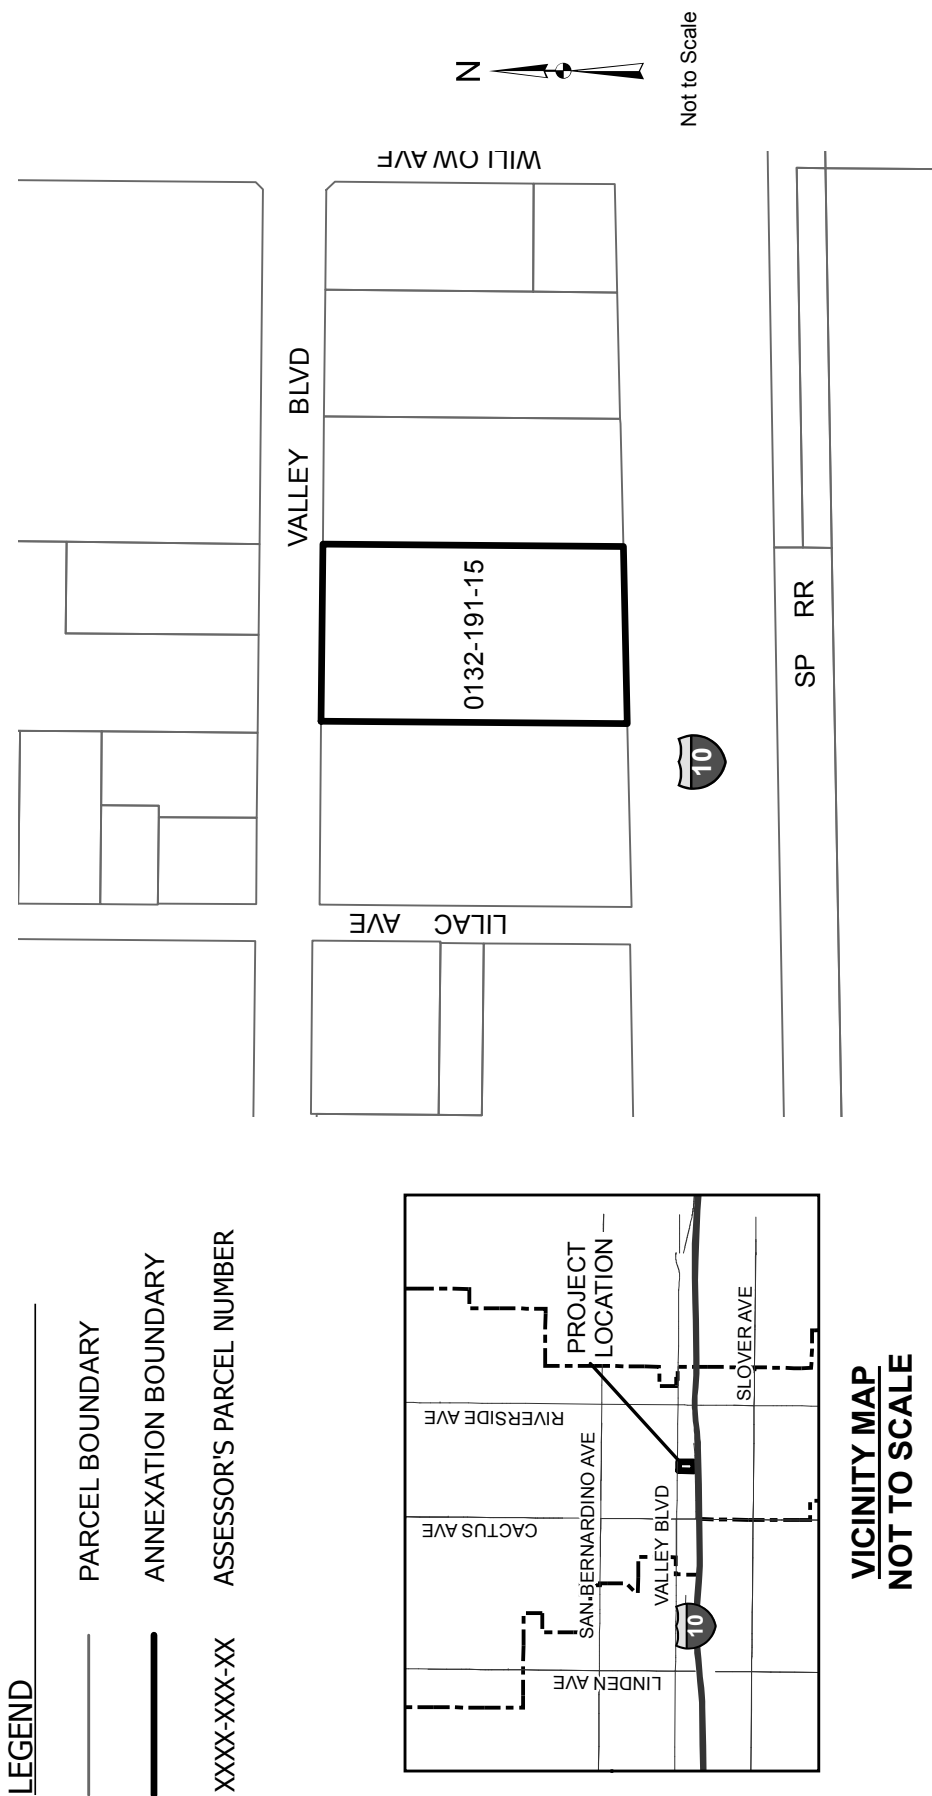 N
Not to Scale
WILLOW AVE
VALLEY BLVD
0132-191-15
SP RR
10
LILAC AVE
LEGEND
PARCEL BOUNDARY
ANNEXATION BOUNDARY
XXXX-XXX-XX ASSESSOR'S PARCEL NUMBER
PROJECT
LOCATION
RIVERSIDE AVE
SLOVER AVE
SAN BERNARDINO AVE
CACTUS AVE
VALLEY BLVD
10
LINDEN AVE
VICINITY MAP
NOT TO SCALE